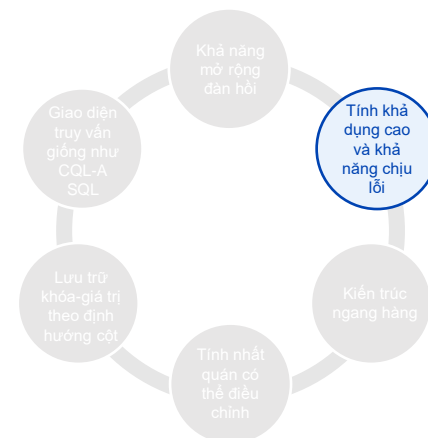 Khả năng
mở rộng
đàn hồi
Tính khả
dụng cao
và khả
năng chịu
lỗi
Kiến trúc
ngang hàng
Tính nhất
quán có
thể điều
chỉnh
Lưu trữ
khóa-giá trị
theo định
hướng cột
Giao diện
truy vấn
giống như
CQL-A
SQL